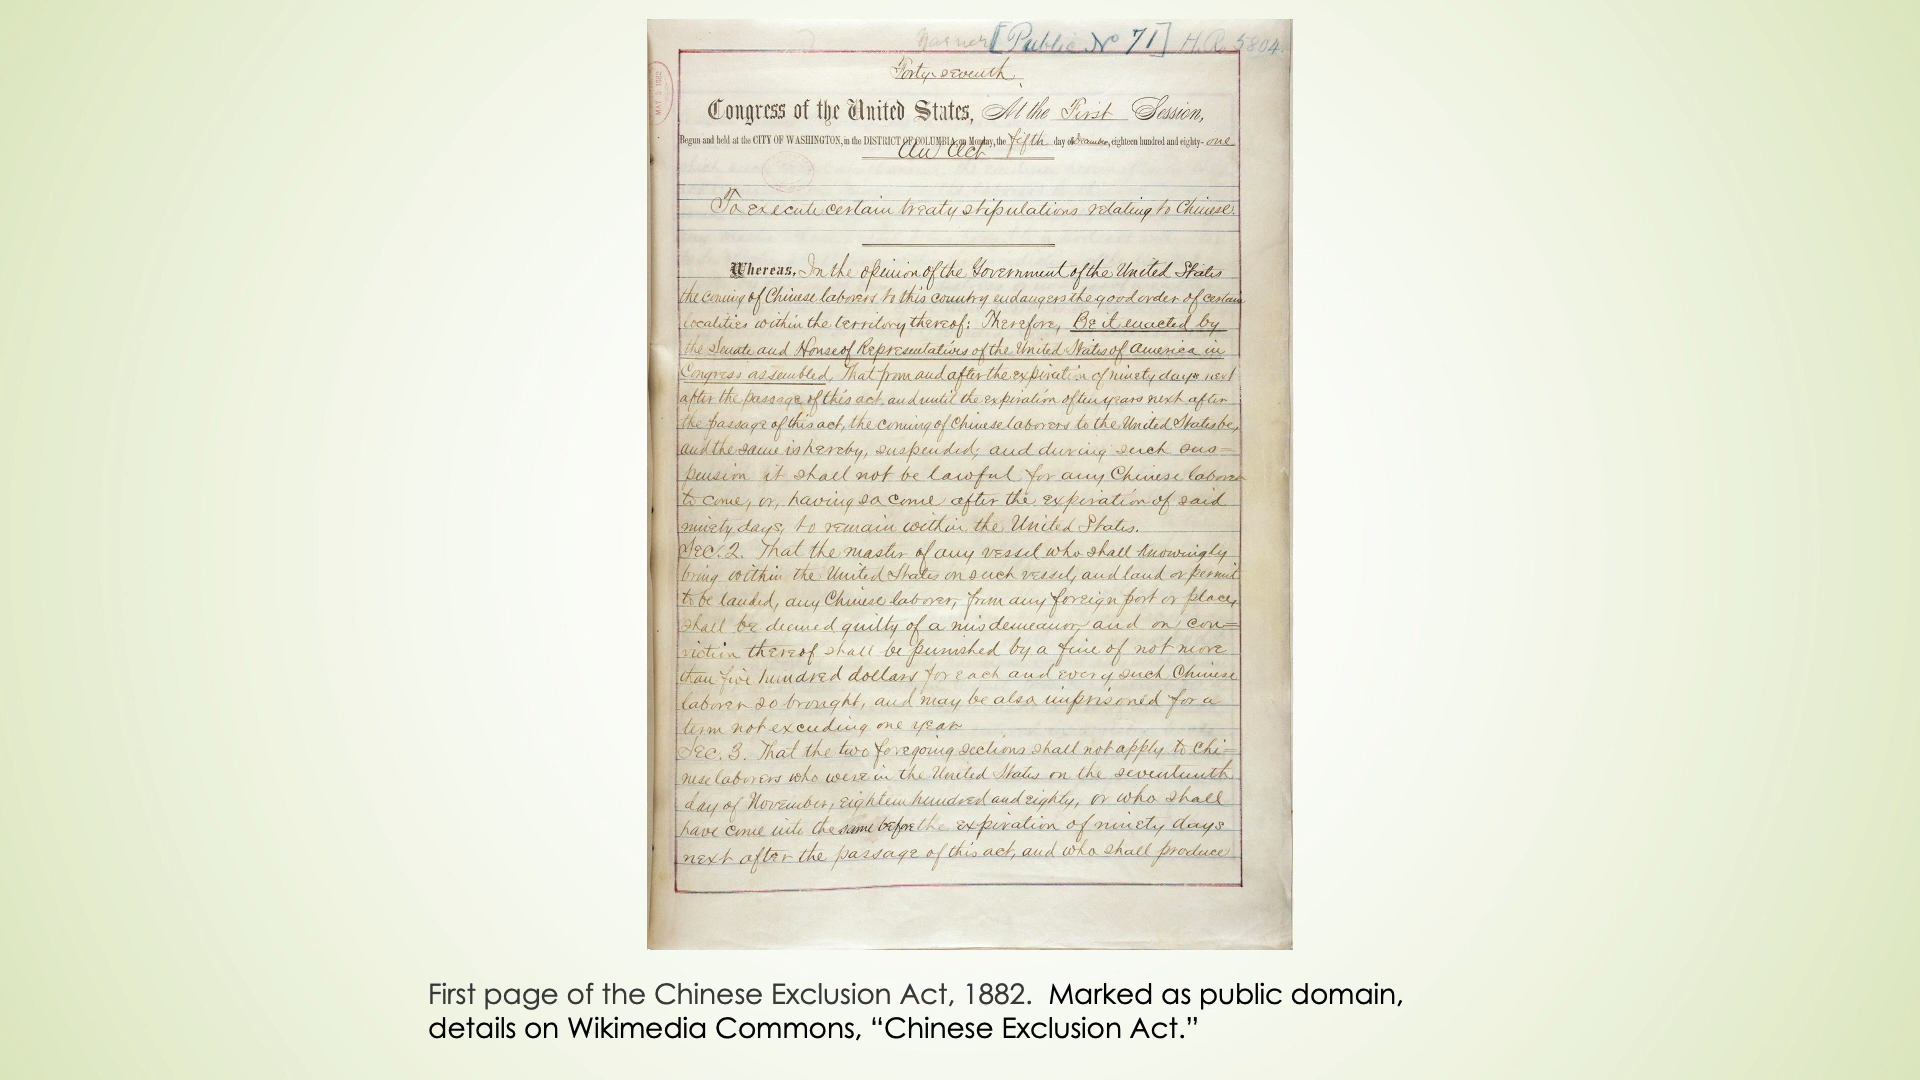 Garner [Public No 71] H.R. 5804
MAY 3 1882
Forty-seventh
Congress of the United States, At the First Session,
Begun and held at the CITY OF WASHINGTON, in the DISTRICT OF COLUMBIA, on Monday, the fifth day of December, eighteen hundred and eighty-one
An Act
To execute certain treaty stipulations relating to Chinese.
Whereas, In the opinion of the Government of the United States
the coming of Chinese laborers to this country endangers the good order of certain
localities within the territory thereof: Therefore, Be it enacted by
the Senate and House of Representatives of the United States of America in
Congress assembled, That from and after the expiration of ninety days next
after the passage of this act, and until the expiration of ten years next after
the passage of this act, the coming of Chinese laborers to the United States be,
and the same is hereby, suspended; and during such sus=
pension it shall not be lawful for any Chinese laborer
to come, or, having so come after the expiration of said
ninety days, to remain within the United States.
Sec. 2. That the master of any vessel who shall knowingly
bring within the United States on such vessel, and land or permit
to be landed, any Chinese laborer, from any foreign port or place,
shall be deemed guilty of a misdemeanor, and on con=
viction thereof shall be punished by a fine of not more
than five hundred dollars for each and every such Chinese
laborer so brought, and may be also imprisoned for a
term not exceeding one year.
Sec. 3. That the two foregoing sections shall not apply to Chi=
nese laborers who were in the United States on the seventeenth
day of November, eighteen hundred and eighty, or who shall
have come into the same before the expiration of ninety days
next after the passage of this act, and who shall produce
First page of the Chinese Exclusion Act, 1882. Marked as public domain,
details on Wikimedia Commons, “Chinese Exclusion Act.”